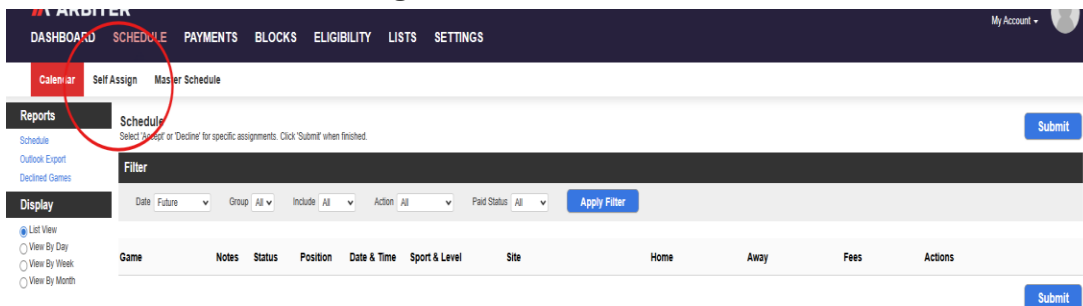 ARBITER
My Account
DASHBOARD SCHEDULE PAYMENTS BLOCKS ELIGIBILITY LISTS SETTINGS
Calendar Self Assign Master Schedule
Reports
Schedule
Outlook Export
Declined Games
Schedule
Select 'Accept' or 'Decline' for specific assignments. Click 'Submit' when finished.
Submit
Filter
Date Future Group All Include All Action All Paid Status All Apply Filter
Display
List View
View By Day
View By Week
View By Month
Game Notes Status Position Date & Time Sport & Level Site Home Away Fees Actions
Submit